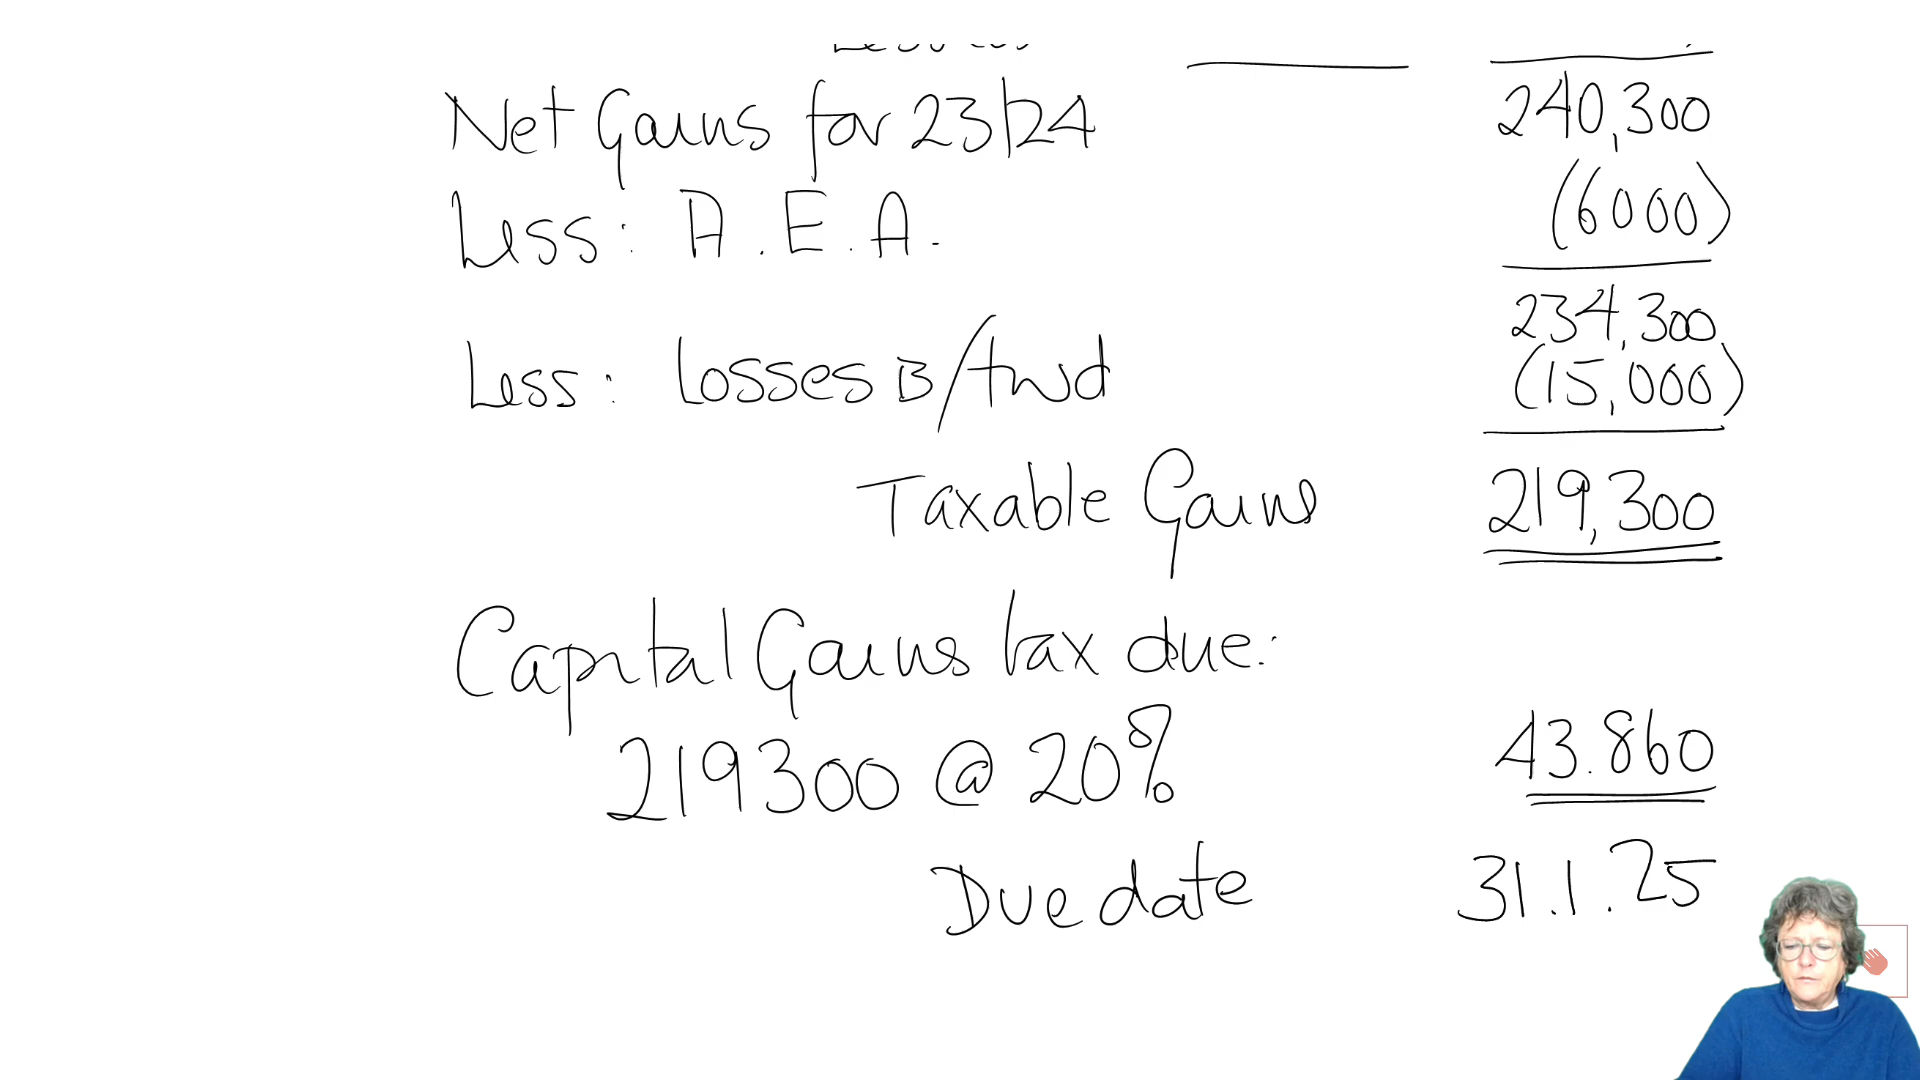 Net Gains for 23/24 240,300
Less: A.E.A. (6000)
234,300
Less: Losses B/fwd (15,000)
Taxable Gains 219,300
Capital Gains tax due:
219300 @ 20% 43.860
Due date 31.1.25